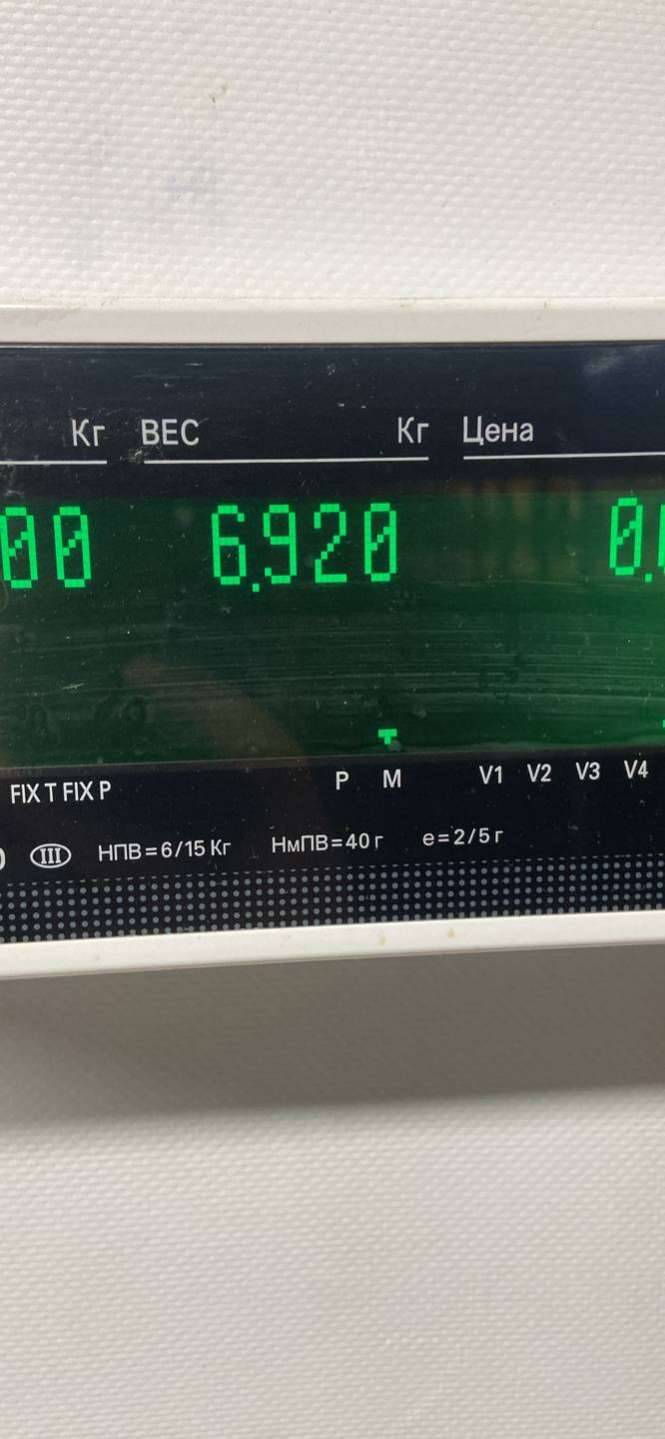 Кг ВЕС Кг Цена
00 6.920 0.
FIX T FIX P P M V1 V2 V3 V4
III НПВ=6/15 Кг НмПВ=40 г е=2/5 г